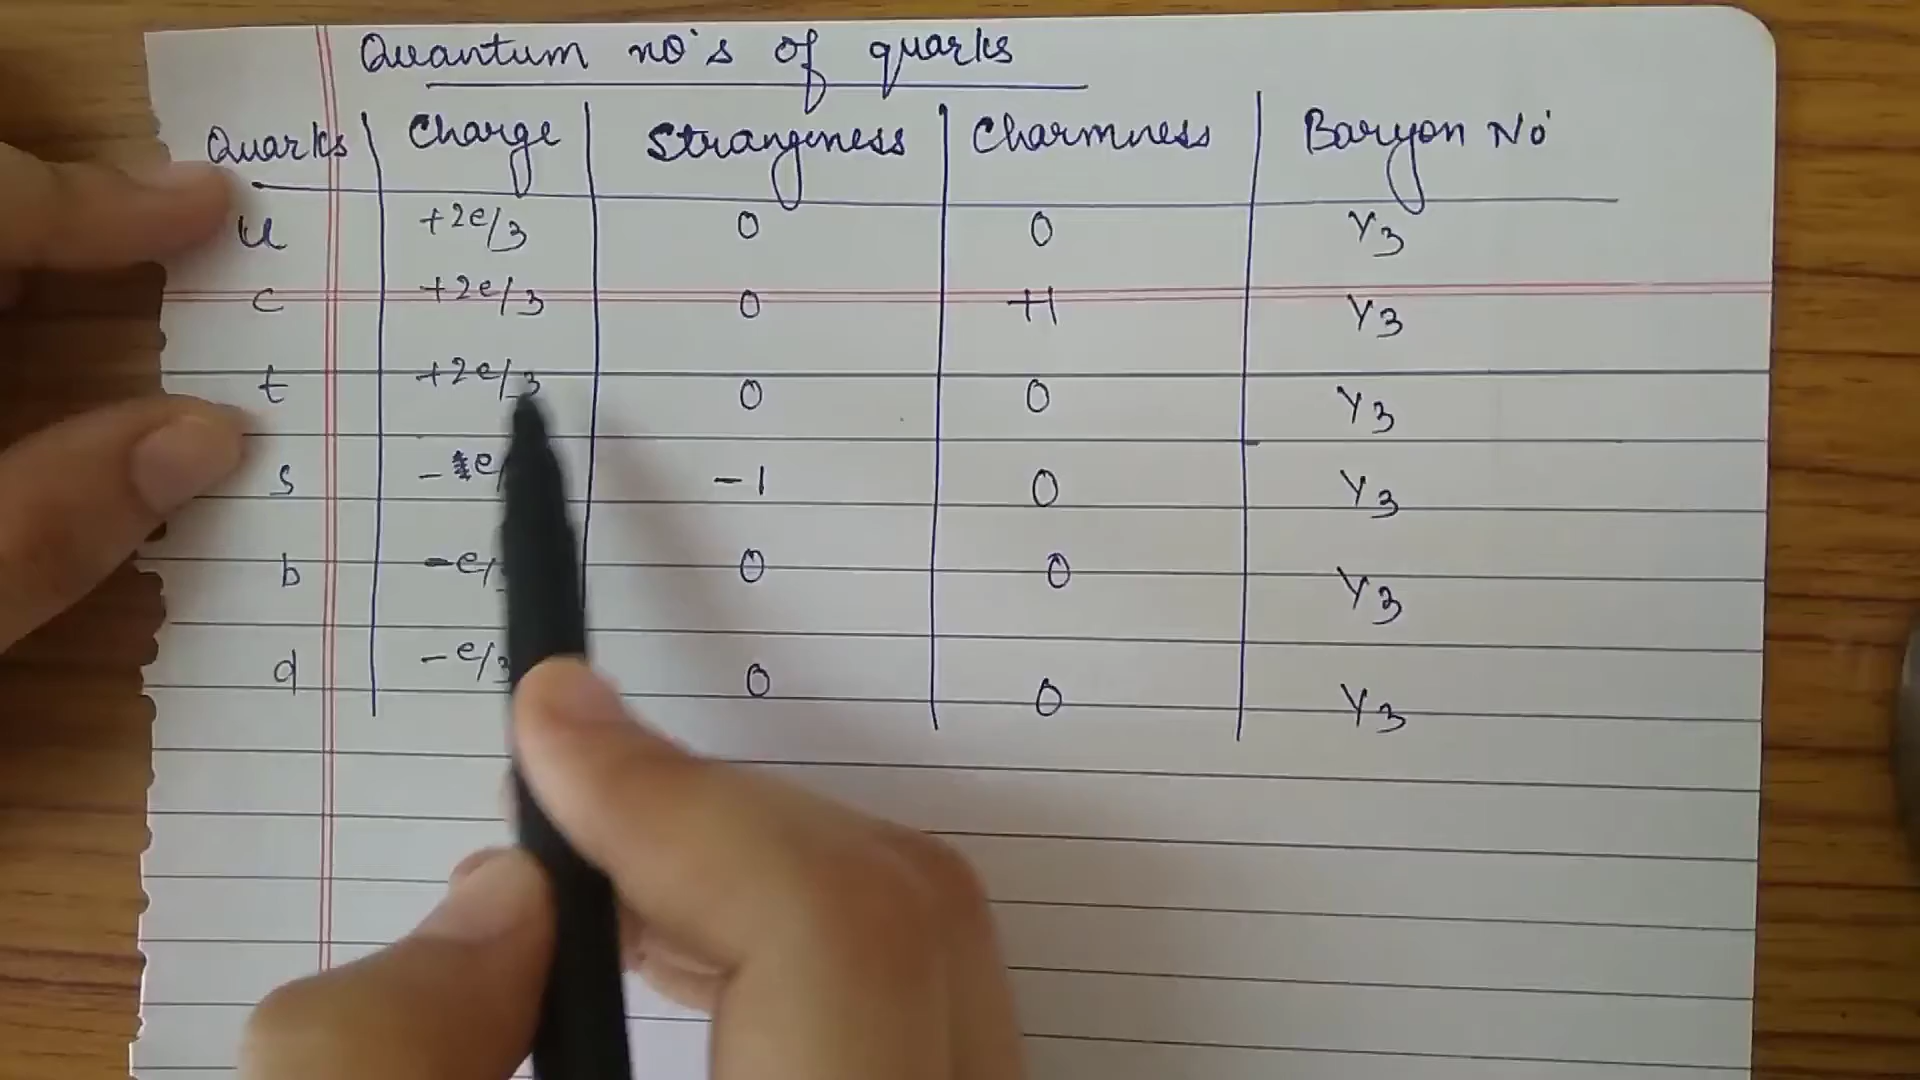 Quantum no's of quarks
Quarks Charge Strangeness Charmness Baryon No
u +2e/3 0 0 1/3
c +2e/3 0 +1 1/3
t +2e/3 0 0 1/3
s -1e/ -1 0 1/3
b -e/ 0 0 1/3
d -e/3 0 0 1/3